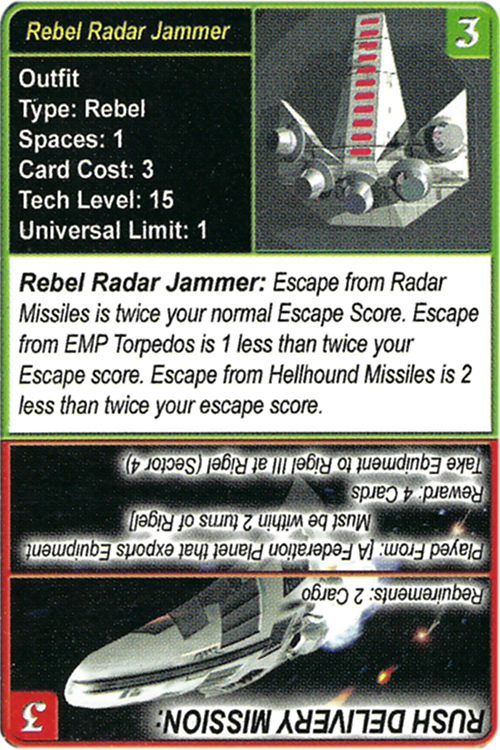 Rebel Radar Jammer
3
Outfit
Type: Rebel
Spaces: 1
Card Cost: 3
Tech Level: 15
Universal Limit: 1
Rebel Radar Jammer: Escape from Radar
Missiles is twice your normal Escape Score. Escape
from EMP Torpedos is 1 less than twice your
Escape score. Escape from Hellhound Missiles is 2
less than twice your escape score.
RUSH DELIVERY MISSION:
3
Requirements: 2 Cargo
Played From: [A Federation Planet that exports Equipment
Must be within 2 turns of Rigel]
Reward: 4 Cards
Take Equipment to Rigel III at Rigel (Sector 4)